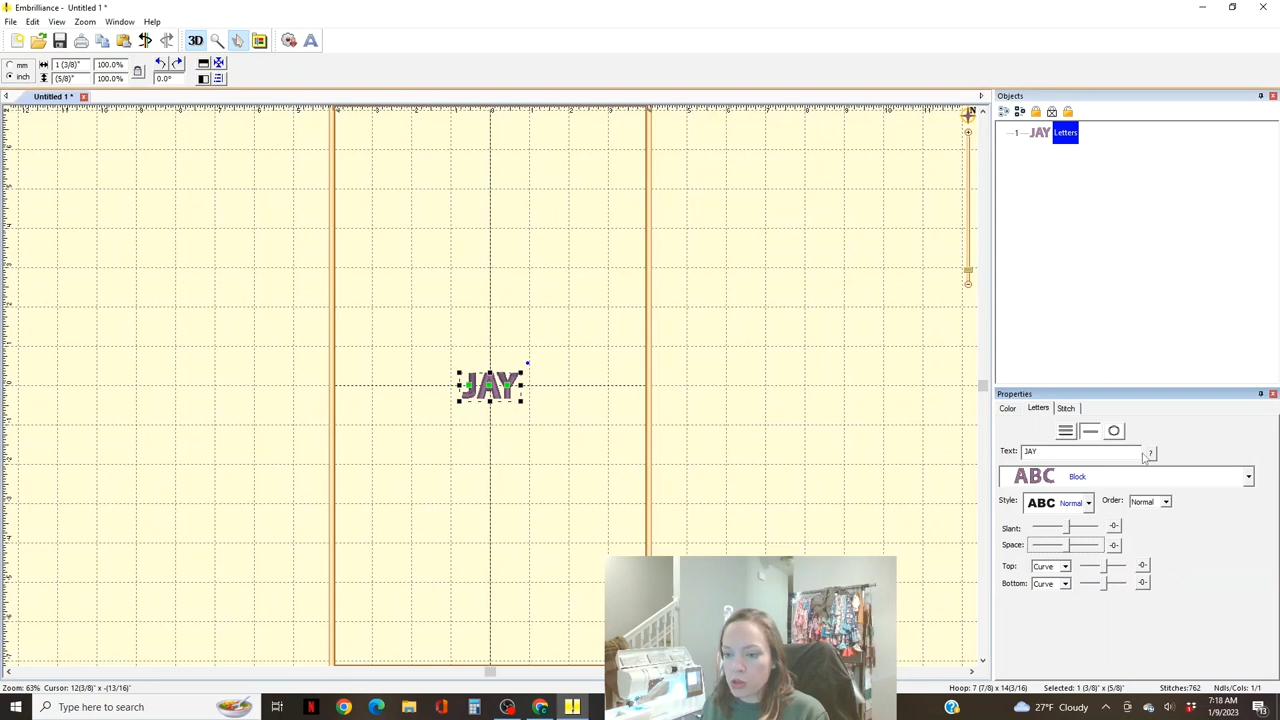 Embrilliance - Untitled 1 *
File Edit View Zoom Window Help
3D
mm 1 (3/8)" 100.0%
inch (5/8)" 100.0% 0.0°
Untitled 1 *
N
JAY
Objects
1 JAY Letters
Properties
Color Letters Stitch
Text: JAY ?
ABC Block
Style: ABC Normal Order: Normal
Slant: -0-
Space: -0-
Top: Curve -0-
Bottom: Curve -0-
Zoom: 63% Cursor: 12(3/8)" x -(13/16)" Hoop: 7 (7/8) x 14(3/16) Selected: 1 (3/8)" x (5/8)" Stitches:762 Ndls/Cols: 1/1
Type here to search
27°F Cloudy
7:18 AM
1/9/2023